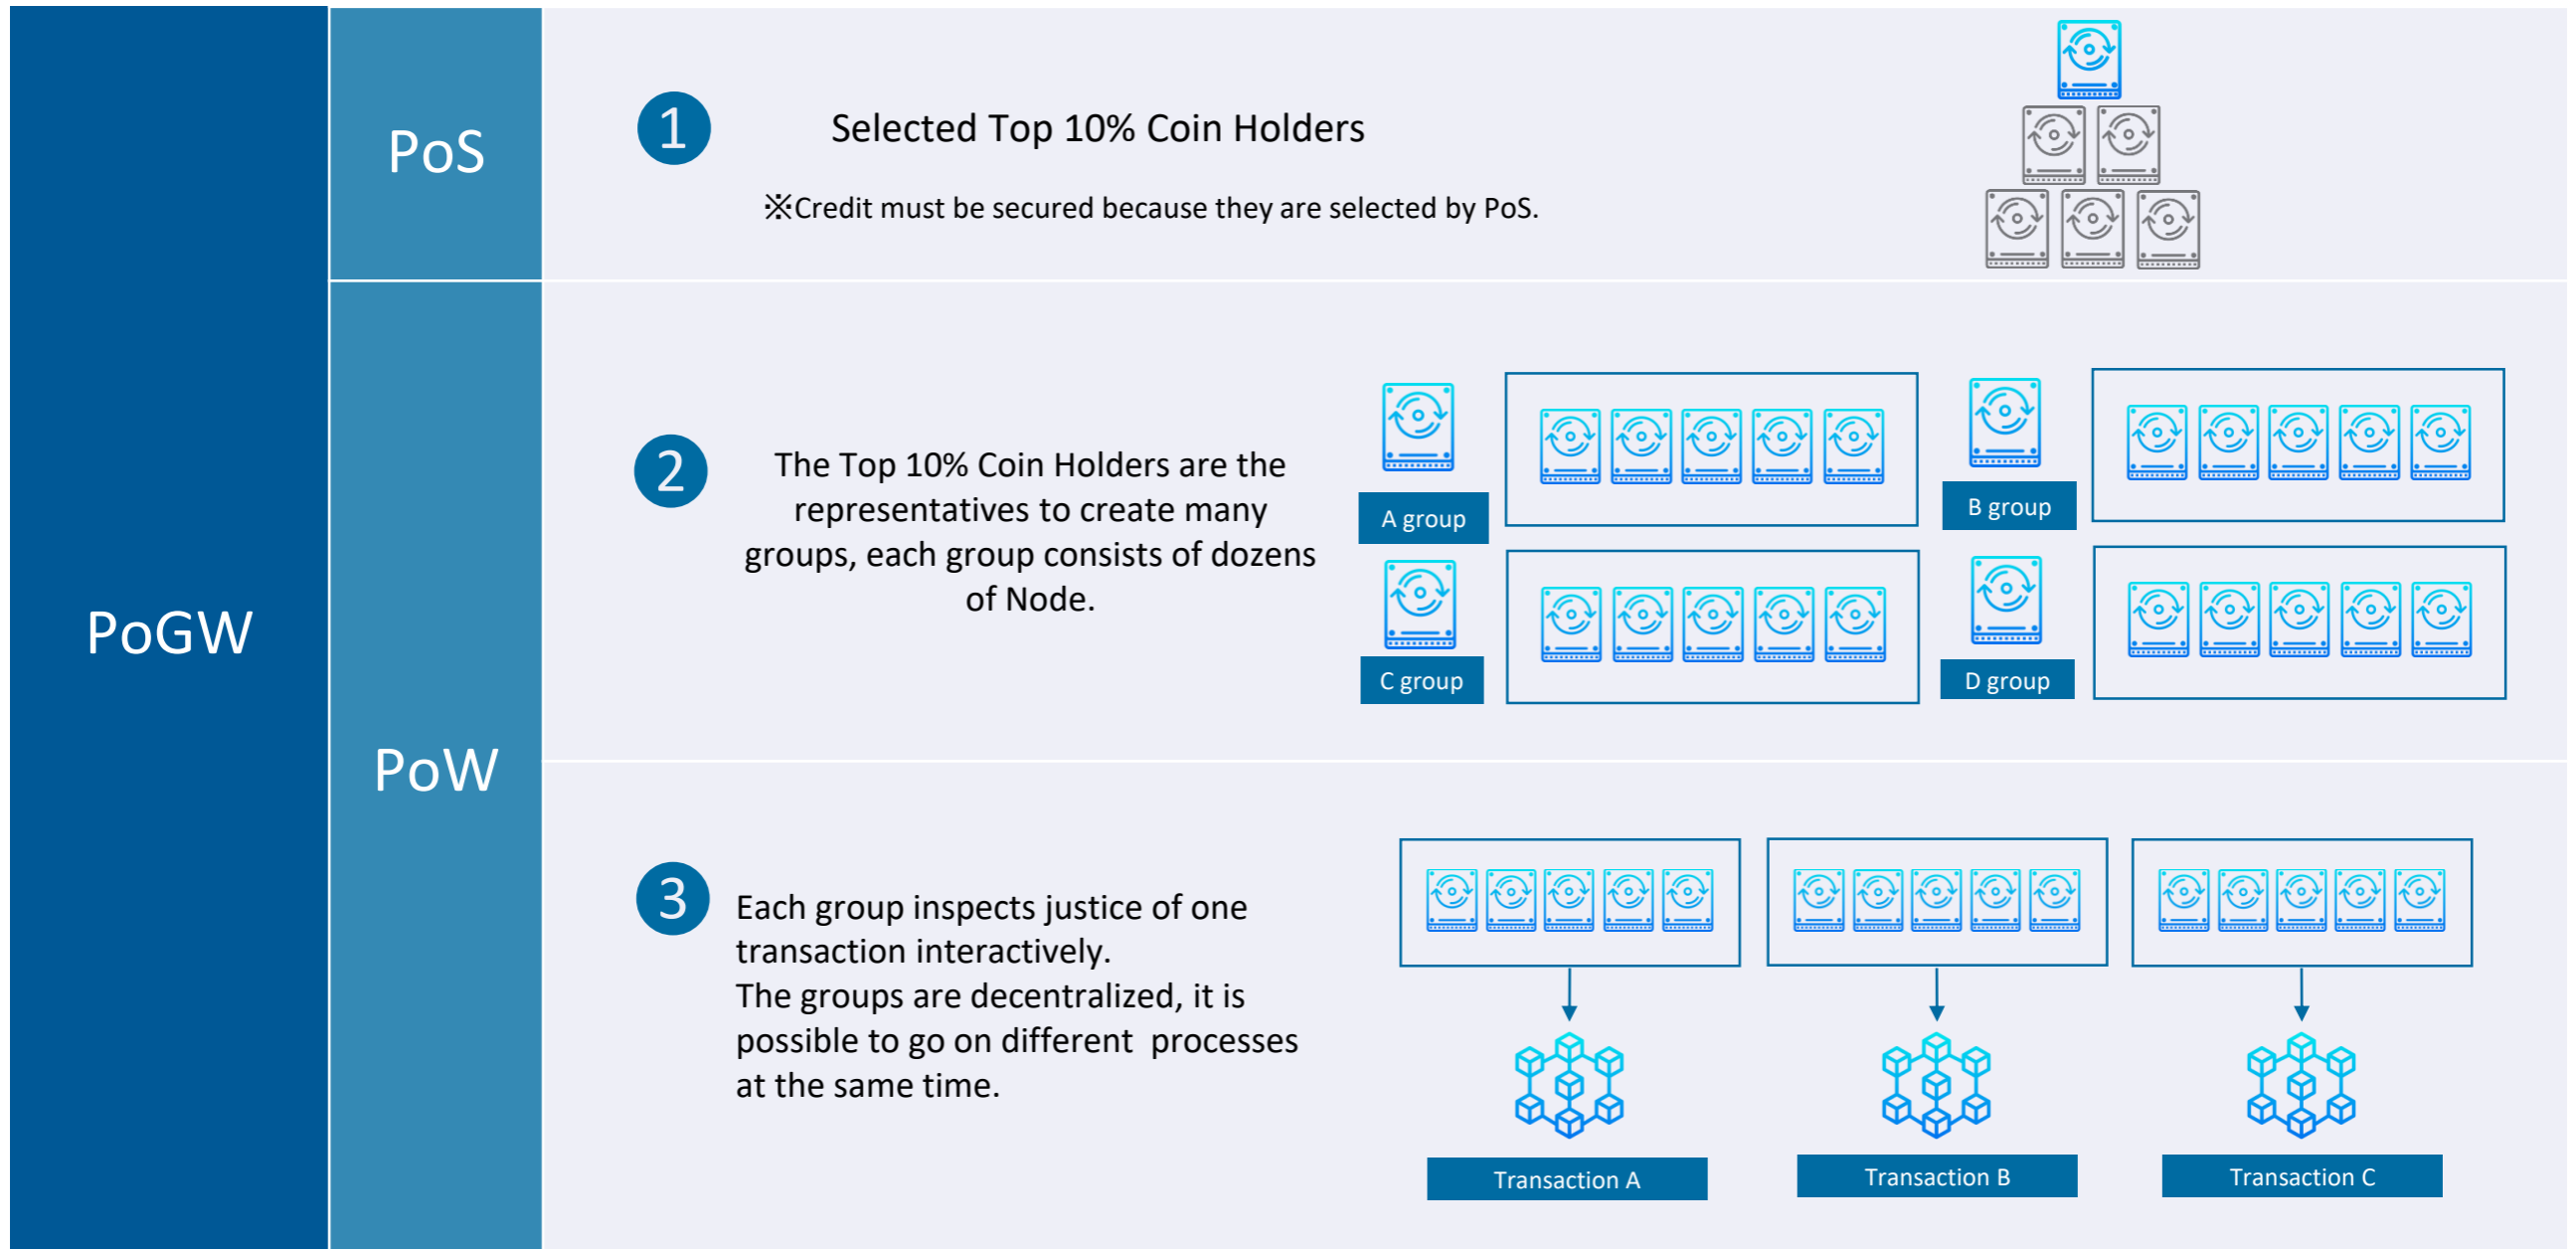 PoGW
PoS
1
Selected Top 10% Coin Holders
※Credit must be secured because they are selected by PoS.
PoW
2
The Top 10% Coin Holders are the
representatives to create many
groups, each group consists of dozens
of Node.
A group
B group
C group
D group
3
Each group inspects justice of one
transaction interactively.
The groups are decentralized, it is
possible to go on different processes
at the same time.
Transaction A
Transaction B
Transaction C